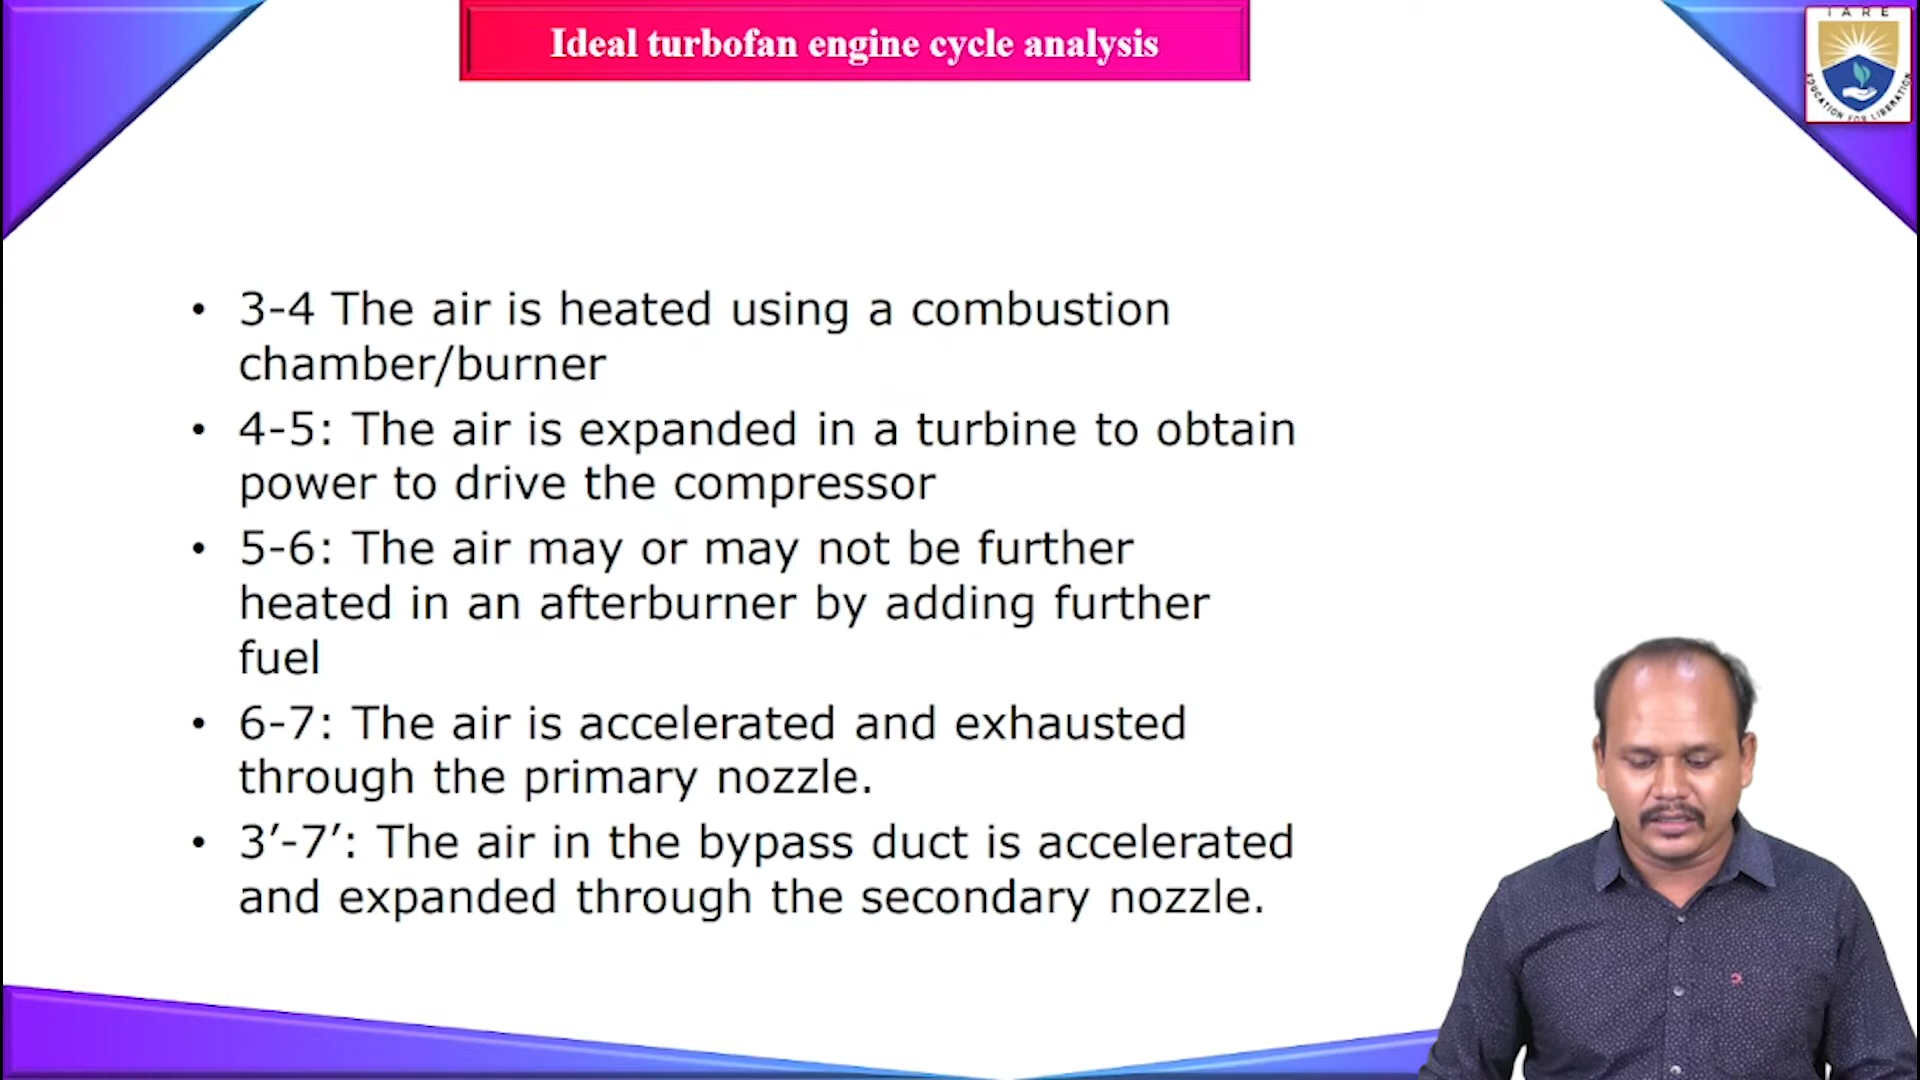 Ideal turbofan engine cycle analysis
IARE
EDUCATION FOR LIBERATION
• 3-4 The air is heated using a combustion
chamber/burner
• 4-5: The air is expanded in a turbine to obtain
power to drive the compressor
• 5-6: The air may or may not be further
heated in an afterburner by adding further
fuel
• 6-7: The air is accelerated and exhausted
through the primary nozzle.
• 3’-7’: The air in the bypass duct is accelerated
and expanded through the secondary nozzle.